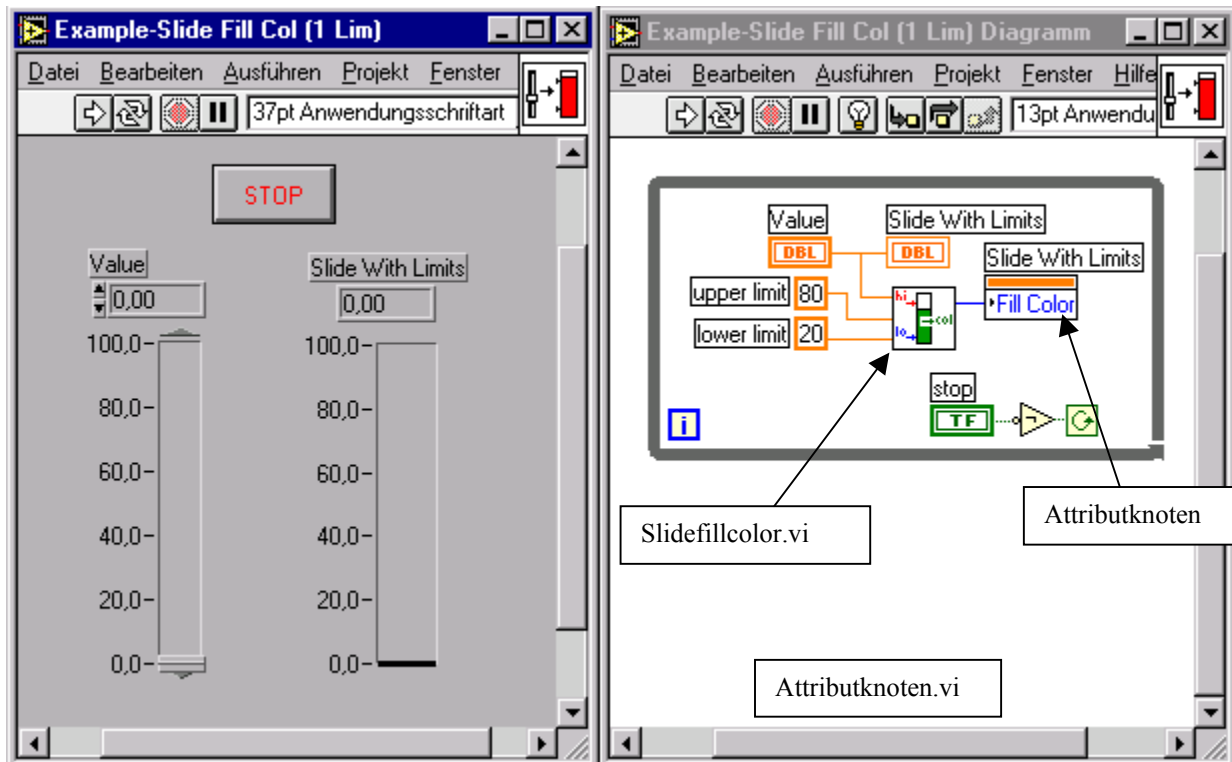 Example-Slide Fill Col (1 Lim)
Datei Bearbeiten Ausführen Projekt Fenster
37pt Anwendungsschriftart
STOP
Value
0,00
100,0
80,0
60,0
40,0
20,0
0,0
Slide With Limits
0,00
100,0
80,0
60,0
40,0
20,0
0,0
Example-Slide Fill Col (1 Lim) Diagramm
Datei Bearbeiten Ausführen Projekt Fenster Hilfe
13pt Anwendu
Value
DBL
Slide With Limits
DBL
Slide With Limits
Fill Color
upper limit 80
lower limit 20
hi
col
lo
stop
TF
i
Slidefillcolor.vi
Attributknoten
Attributknoten.vi